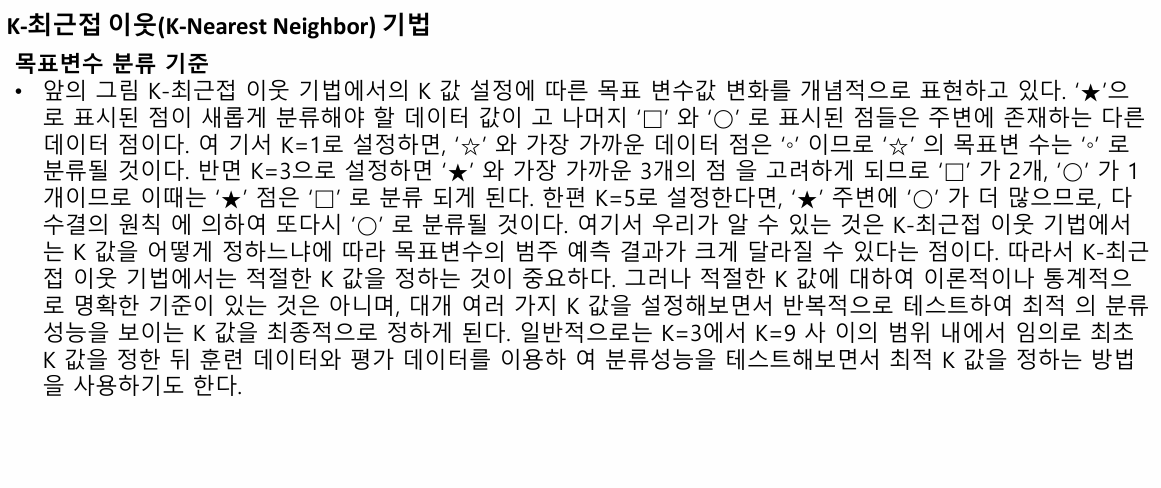 K-최근접 이웃(K-Nearest Neighbor) 기법
목표변수 분류 기준
• 앞의 그림 K-최근접 이웃 기법에서의 K 값 설정에 따른 목표 변수값 변화를 개념적으로 표현하고 있다. ‘★’으
로 표시된 점이 새롭게 분류해야 할 데이터 값이 고 나머지 ‘□’ 와 ‘○’ 로 표시된 점들은 주변에 존재하는 다른
데이터 점이다. 여 기서 K=1로 설정하면, ‘☆’ 와 가장 가까운 데이터 점은 ‘◦’ 이므로 ‘☆’ 의 목표변 수는 ‘◦’ 로
분류될 것이다. 반면 K=3으로 설정하면 ‘★’ 와 가장 가까운 3개의 점 을 고려하게 되므로 ‘□’ 가 2개, ‘○’ 가 1
개이므로 이때는 ‘★’ 점은 ‘□’ 로 분류 되게 된다. 한편 K=5로 설정한다면, ‘★’ 주변에 ‘○’ 가 더 많으므로, 다
수결의 원칙 에 의하여 또다시 ‘○’ 로 분류될 것이다. 여기서 우리가 알 수 있는 것은 K-최근접 이웃 기법에서
는 K 값을 어떻게 정하느냐에 따라 목표변수의 범주 예측 결과가 크게 달라질 수 있다는 점이다. 따라서 K-최근
접 이웃 기법에서는 적절한 K 값을 정하는 것이 중요하다. 그러나 적절한 K 값에 대하여 이론적이나 통계적으
로 명확한 기준이 있는 것은 아니며, 대개 여러 가지 K 값을 설정해보면서 반복적으로 테스트하여 최적 의 분류
성능을 보이는 K 값을 최종적으로 정하게 된다. 일반적으로는 K=3에서 K=9 사 이의 범위 내에서 임의로 최초
K 값을 정한 뒤 훈련 데이터와 평가 데이터를 이용하 여 분류성능을 테스트해보면서 최적 K 값을 정하는 방법
을 사용하기도 한다.